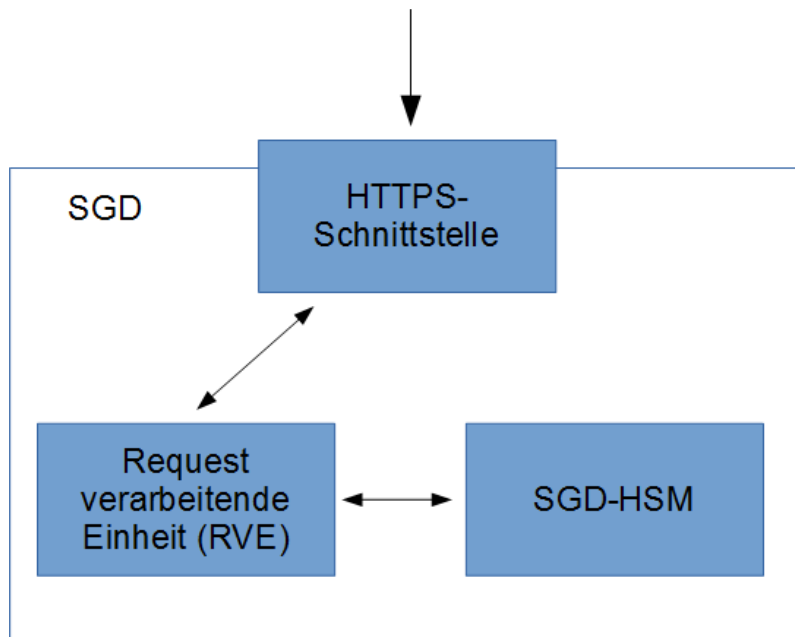 SGD
HTTPS-
Schnittstelle
Request
verarbeitende
Einheit (RVE)
SGD-HSM